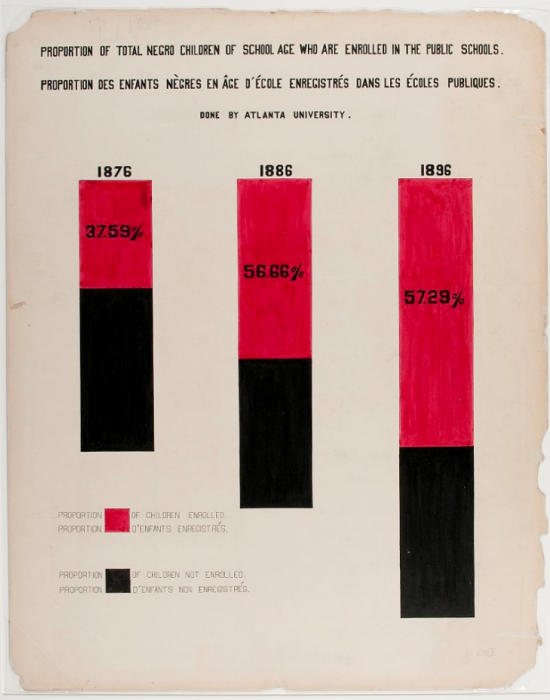 PROPORTION OF TOTAL NEGRO CHILDREN OF SCHOOL AGE WHO ARE ENROLLED IN THE PUBLIC SCHOOLS.
PROPORTION DES ENFANTS NÈGRES EN ÂGE D'ÉCOLE ENREGISTRÉS DANS LES ÉCOLES PUBLIQUES.
DONE BY ATLANTA UNIVERSITY.
1876
1886
1896
37.59%
56.66%
57.29%
PROPORTION OF CHILDREN ENROLLED.
PROPORTION D'ENFANTS ENREGISTRÉS.
PROPORTION OF CHILDREN NOT ENROLLED.
PROPORTION D'ENFANTS NON ENREGISTRÉS.